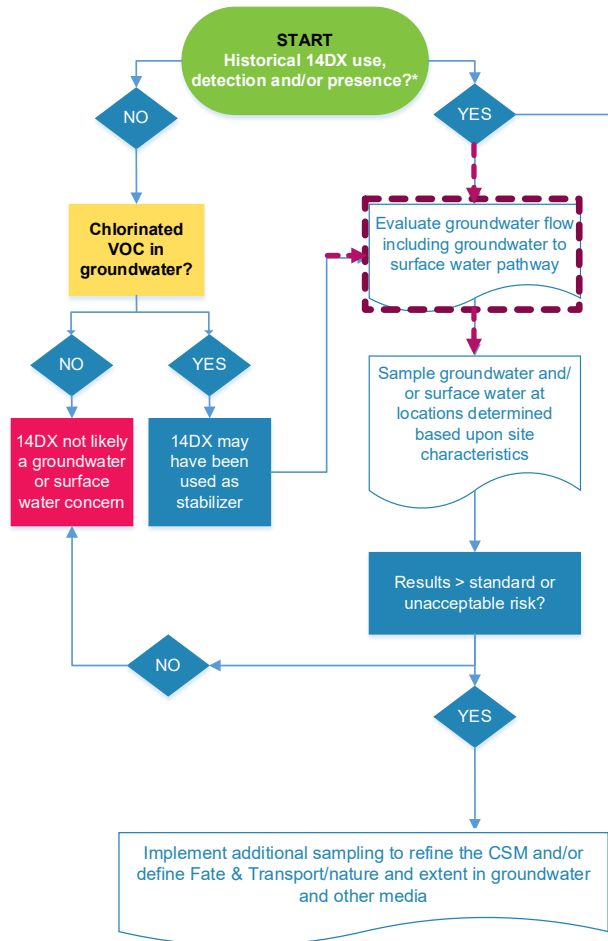 START
Historical 14DX use,
detection and/or presence?*
NO
YES
Chlorinated
VOC in
groundwater?
Evaluate groundwater flow
including groundwater to
surface water pathway
NO
YES
Sample groundwater and/
or surface water at
locations determined
based upon site
characteristics
14DX not likely
a groundwater
or surface
water concern
14DX may
have been
used as
stabilizer
Results > standard or
unacceptable risk?
NO
YES
Implement additional sampling to refine the CSM and/or
define Fate & Transport/nature and extent in groundwater
and other media